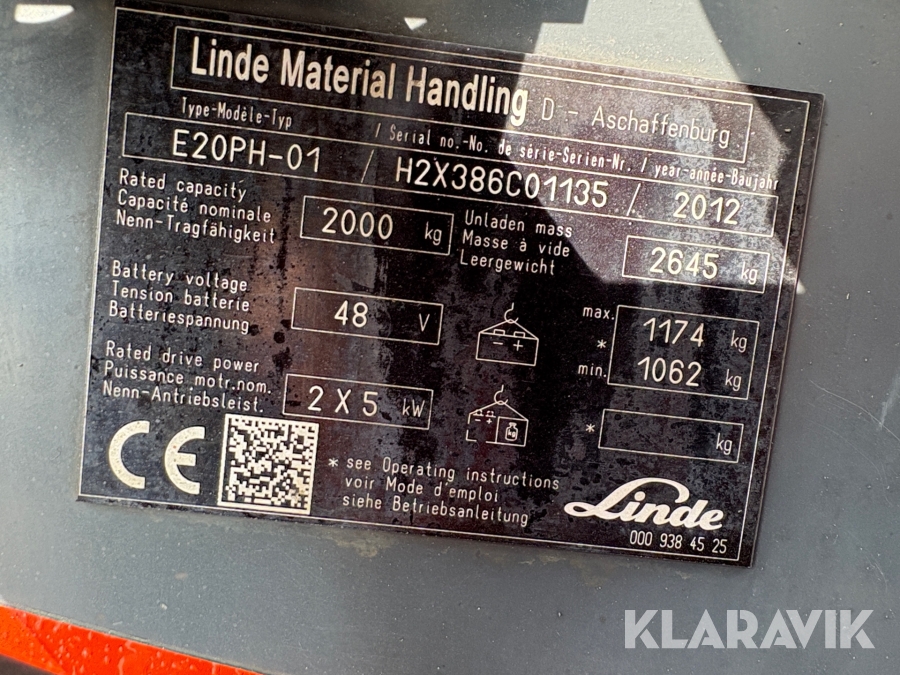 Linde Material Handling D - Aschaffenburg
Type-Modèle-Typ / Serial no.-No. de série-Serien-Nr. / year-année-Baujahr
E20PH-01 / H2X386C01135 / 2012
Rated capacity
Capacité nominale
Nenn-Tragfähigkeit
2000 kg
Unladen mass
Masse à vide
Leergewicht
2645 kg
Battery voltage
Tension batterie
Batteriespannung
48 V
- +
max. 1174 kg
*
min. 1062 kg
Rated drive power
Puissance motr.nom.
Nenn-Antriebsleist.
2 X 5 kW
- +
kg
* kg
CE
* see Operating instructions
voir Mode d'emploi
siehe Betriebsanleitung
Linde
000 938 45 25
KLARAVIK